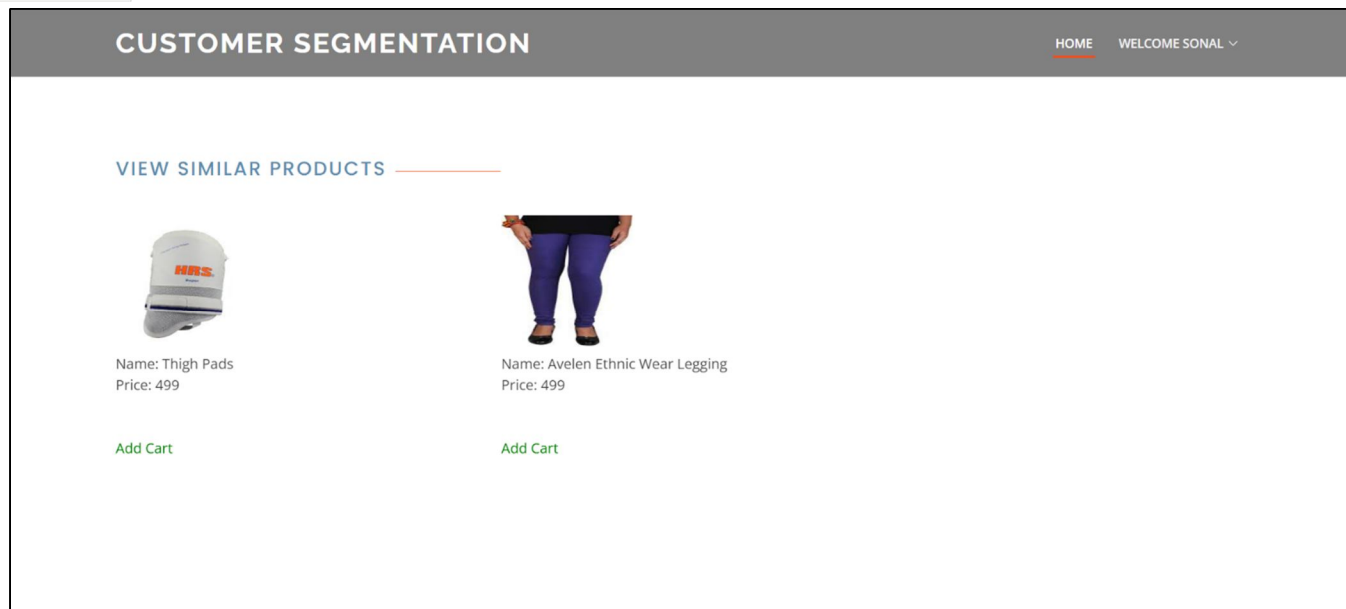 CUSTOMER SEGMENTATION
HOME
WELCOME SONAL
VIEW SIMILAR PRODUCTS
HRS
Name: Thigh Pads
Price: 499
Add Cart
Name: Avelen Ethnic Wear Legging
Price: 499
Add Cart